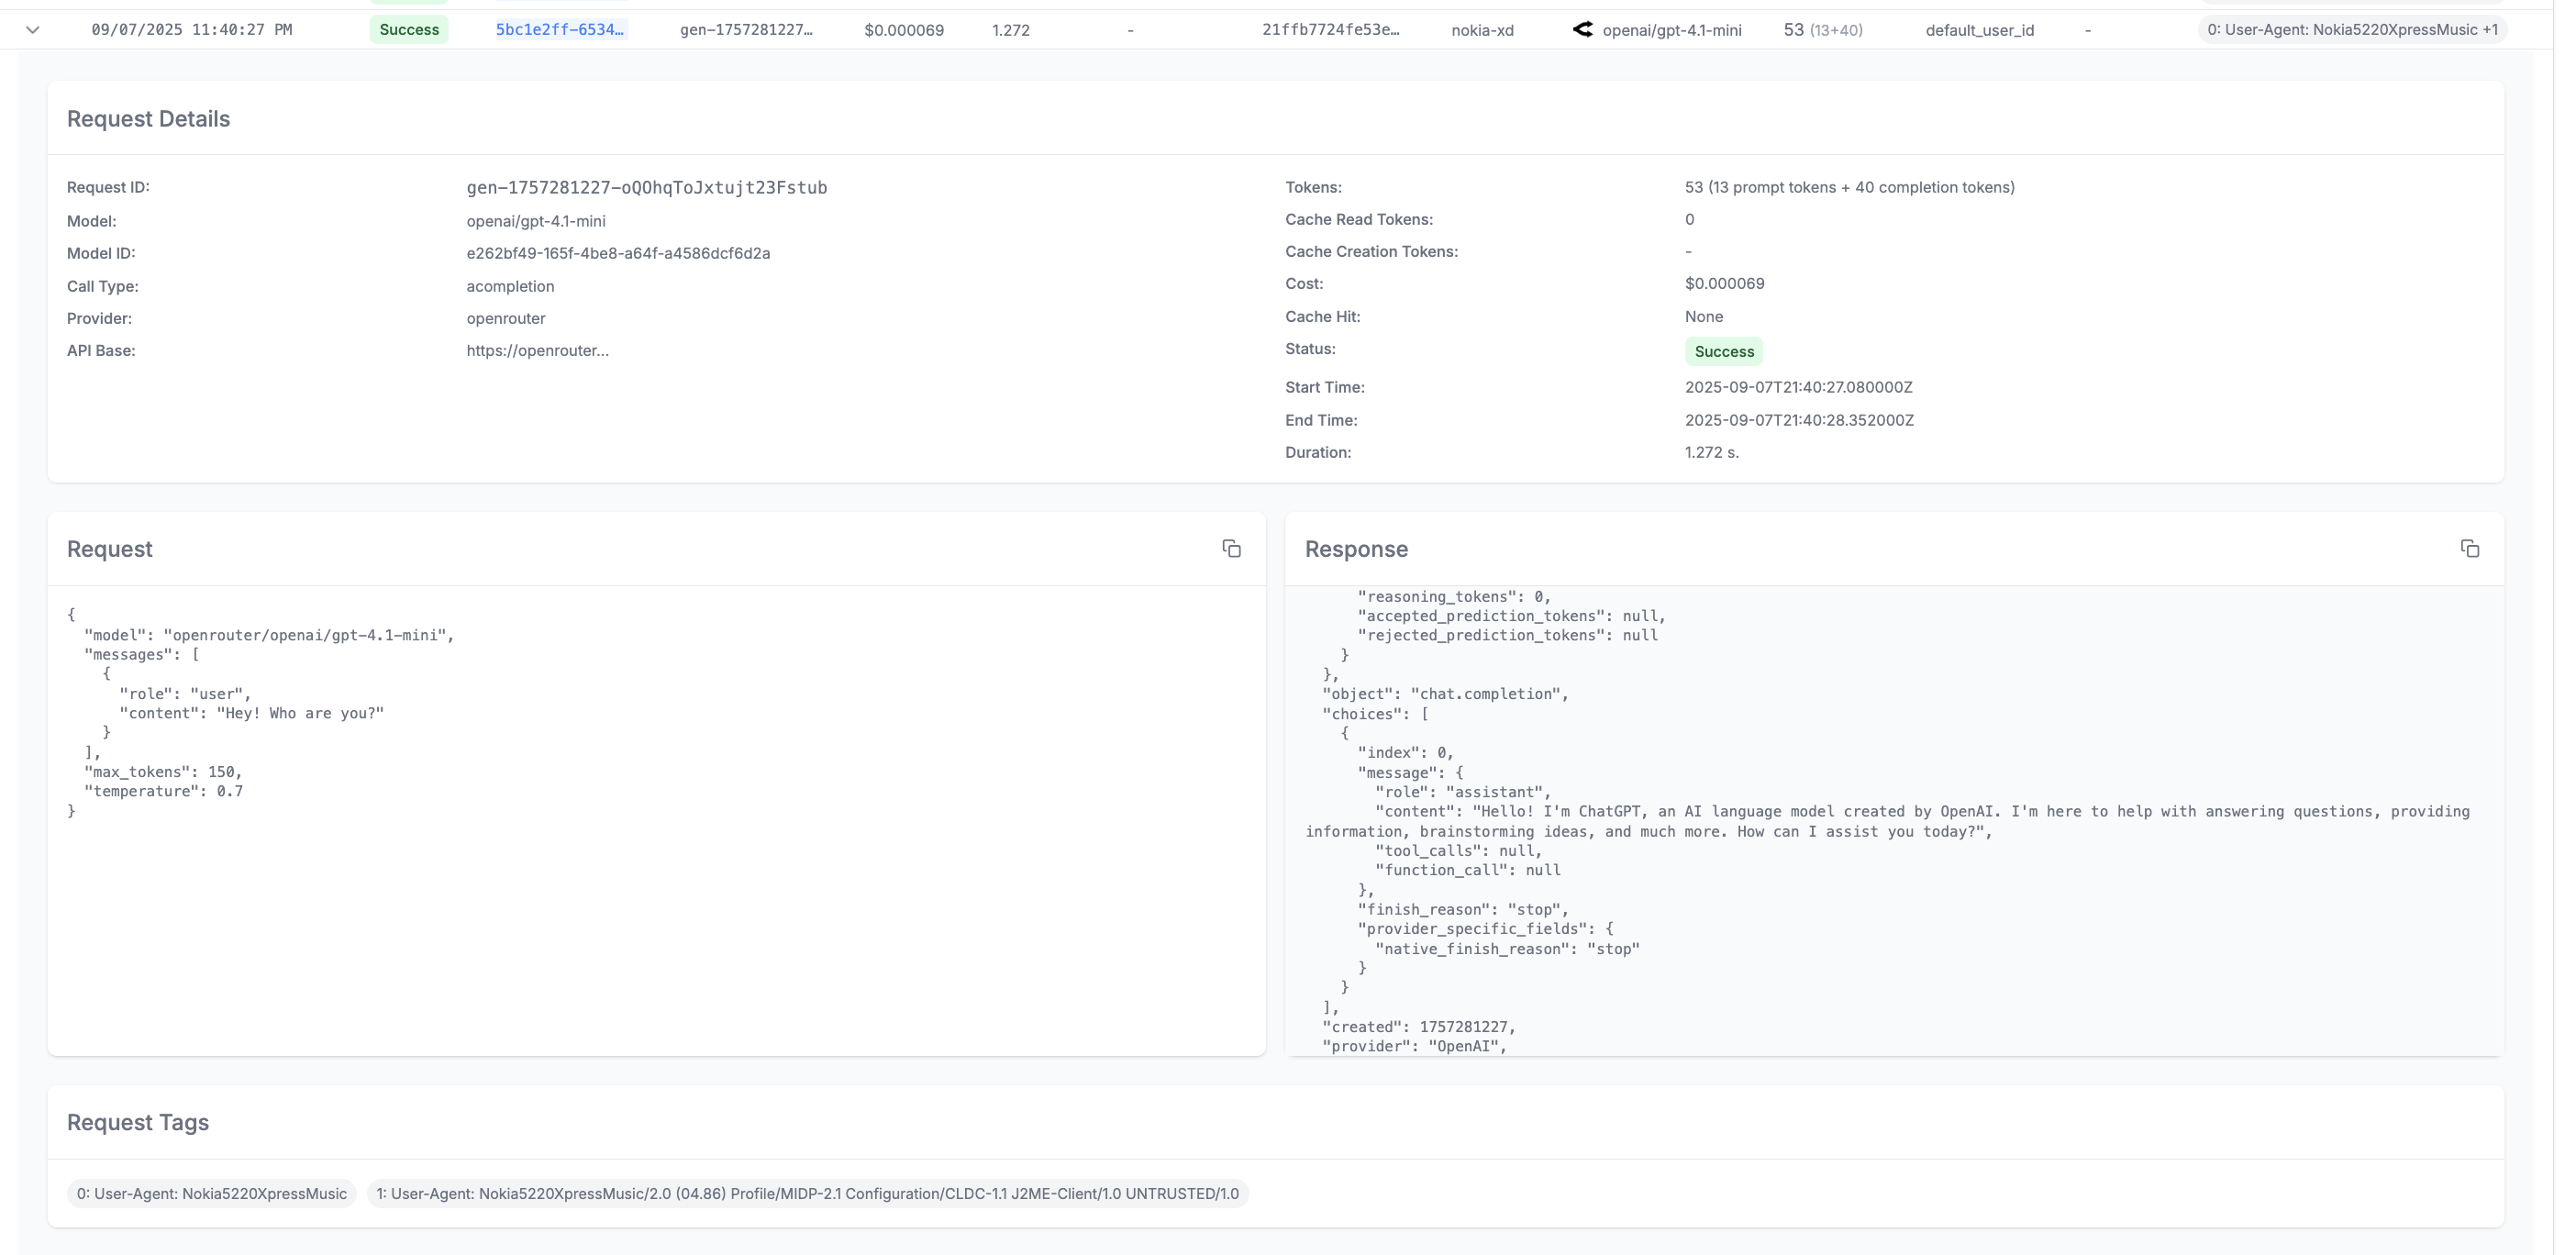 09/07/2025 11:40:27 PM Success 5bc1e2ff-6534… gen-1757281227… $0.000069 1.272 - 21ffb7724fe53e… nokia-xd openai/gpt-4.1-mini 53 (13+40) default_user_id - 0: User-Agent: Nokia5220XpressMusic +1
Request Details
Request ID: gen-1757281227-oQOhqToJxtujt23Fstub
Model: openai/gpt-4.1-mini
Model ID: e262bf49-165f-4be8-a64f-a4586dcf6d2a
Call Type: acompletion
Provider: openrouter
API Base: https://openrouter...
Tokens: 53 (13 prompt tokens + 40 completion tokens)
Cache Read Tokens: 0
Cache Creation Tokens: -
Cost: $0.000069
Cache Hit: None
Status: Success
Start Time: 2025-09-07T21:40:27.080000Z
End Time: 2025-09-07T21:40:28.352000Z
Duration: 1.272 s.
Request
{
  "model": "openrouter/openai/gpt-4.1-mini",
  "messages": [
    {
      "role": "user",
      "content": "Hey! Who are you?"
    }
  ],
  "max_tokens": 150,
  "temperature": 0.7
}
Response
      "reasoning_tokens": 0,
      "accepted_prediction_tokens": null,
      "rejected_prediction_tokens": null
    }
  },
  "object": "chat.completion",
  "choices": [
    {
      "index": 0,
      "message": {
        "role": "assistant",
        "content": "Hello! I'm ChatGPT, an AI language model created by OpenAI. I'm here to help with answering questions, providing
information, brainstorming ideas, and much more. How can I assist you today?",
        "tool_calls": null,
        "function_call": null
      },
      "finish_reason": "stop",
      "provider_specific_fields": {
        "native_finish_reason": "stop"
      }
    }
  ],
  "created": 1757281227,
  "provider": "OpenAI",
Request Tags
0: User-Agent: Nokia5220XpressMusic 1: User-Agent: Nokia5220XpressMusic/2.0 (04.86) Profile/MIDP-2.1 Configuration/CLDC-1.1 J2ME-Client/1.0 UNTRUSTED/1.0